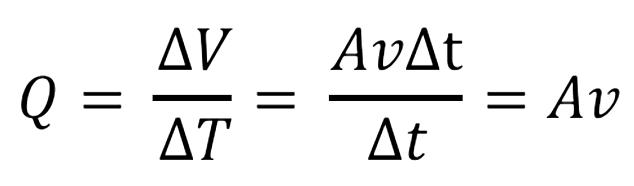 Q = ΔV/ΔT = AvΔt/Δt = Av